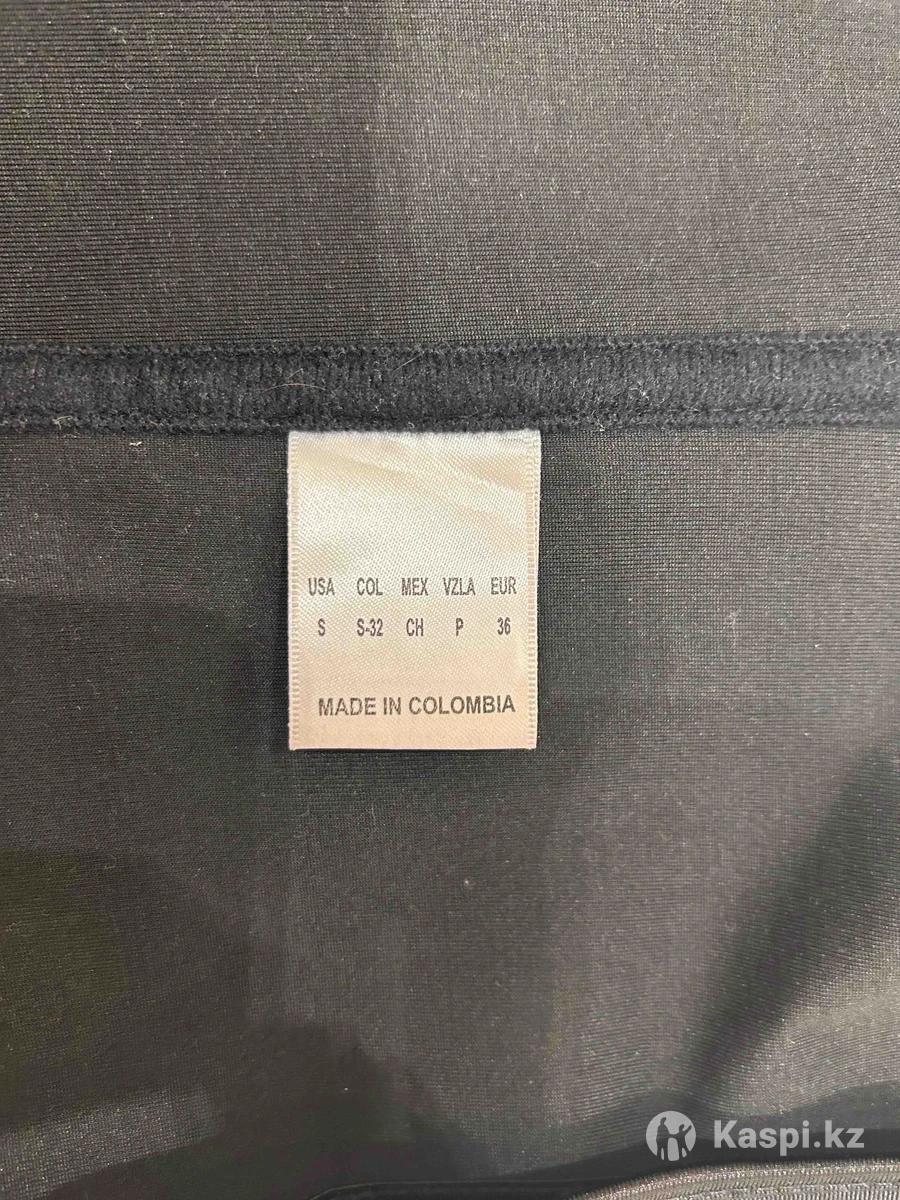 USA COL MEX VZLA EUR
S S-32 CH P 36
MADE IN COLOMBIA
Kaspi.kz